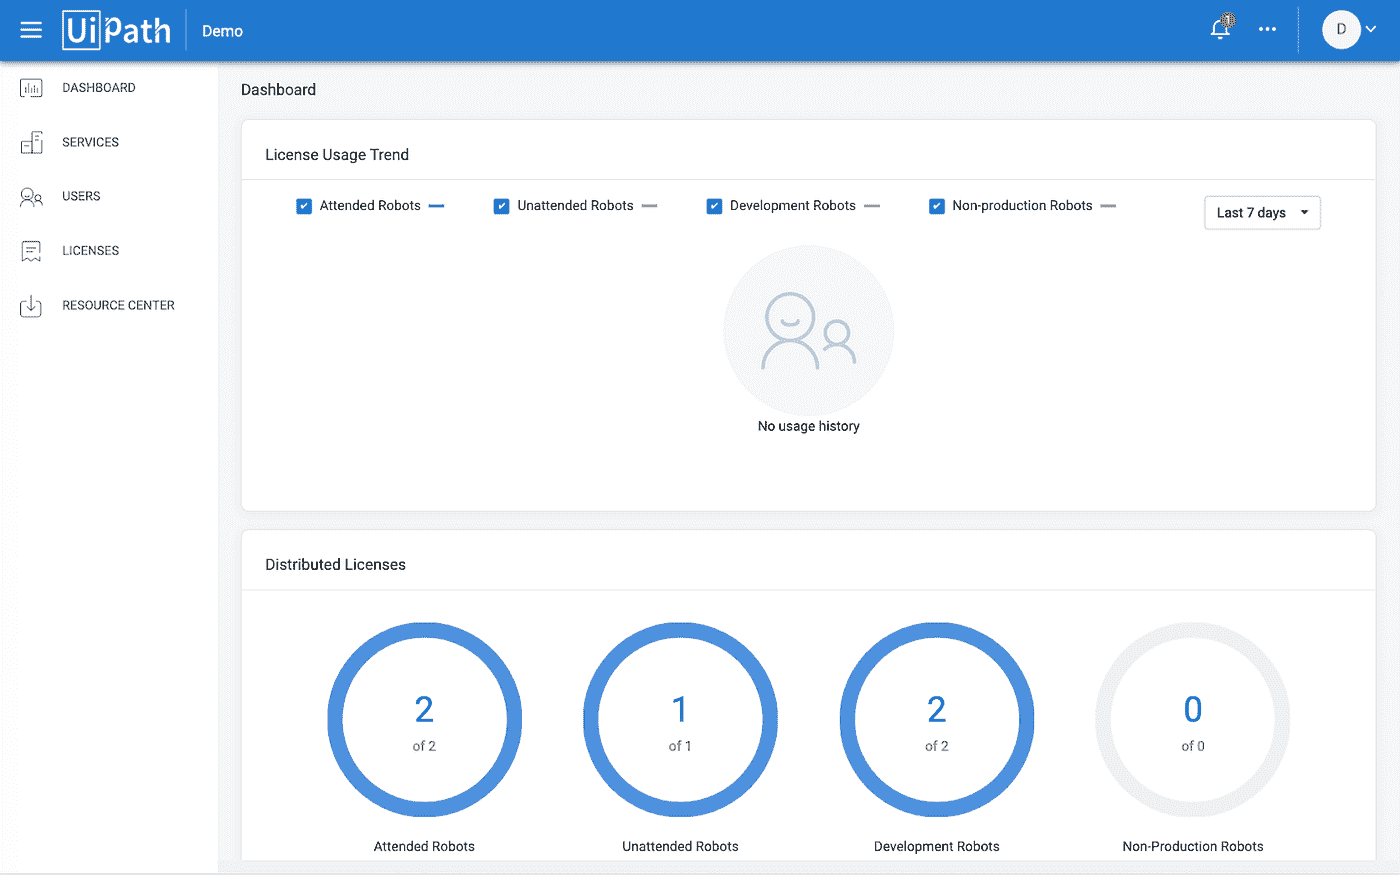 UiPath
Demo
1
D
DASHBOARD
SERVICES
USERS
LICENSES
RESOURCE CENTER
Dashboard
License Usage Trend
Attended Robots
Unattended Robots
Development Robots
Non-production Robots
Last 7 days
No usage history
Distributed Licenses
2
of 2
Attended Robots
1
of 1
Unattended Robots
2
of 2
Development Robots
0
of 0
Non-Production Robots